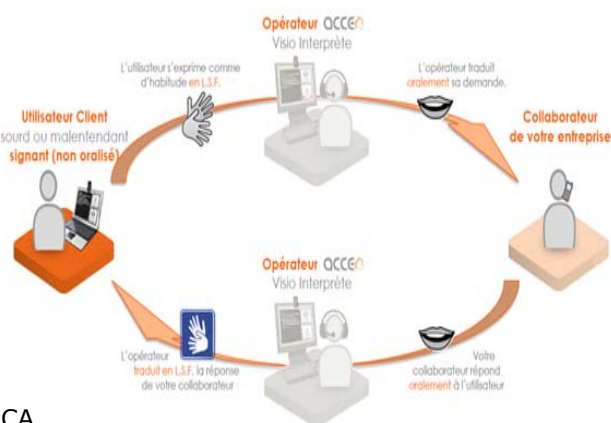 Opérateur acceo
Visio Interprète
L'utilisateur s'exprime comme
d'habitude en L.S.F.
L'opérateur traduit
oralement sa demande.
Utilisateur Client
sourd ou malentendant
signant (non oralisé)
Collaborateur
de votre entreprise
Opérateur acceo
Visio Interprète
L'opérateur
traduit en L.S.F. la réponse
de votre collaborateur
Votre
collaborateur répond
oralement à l'utilisateur
CA